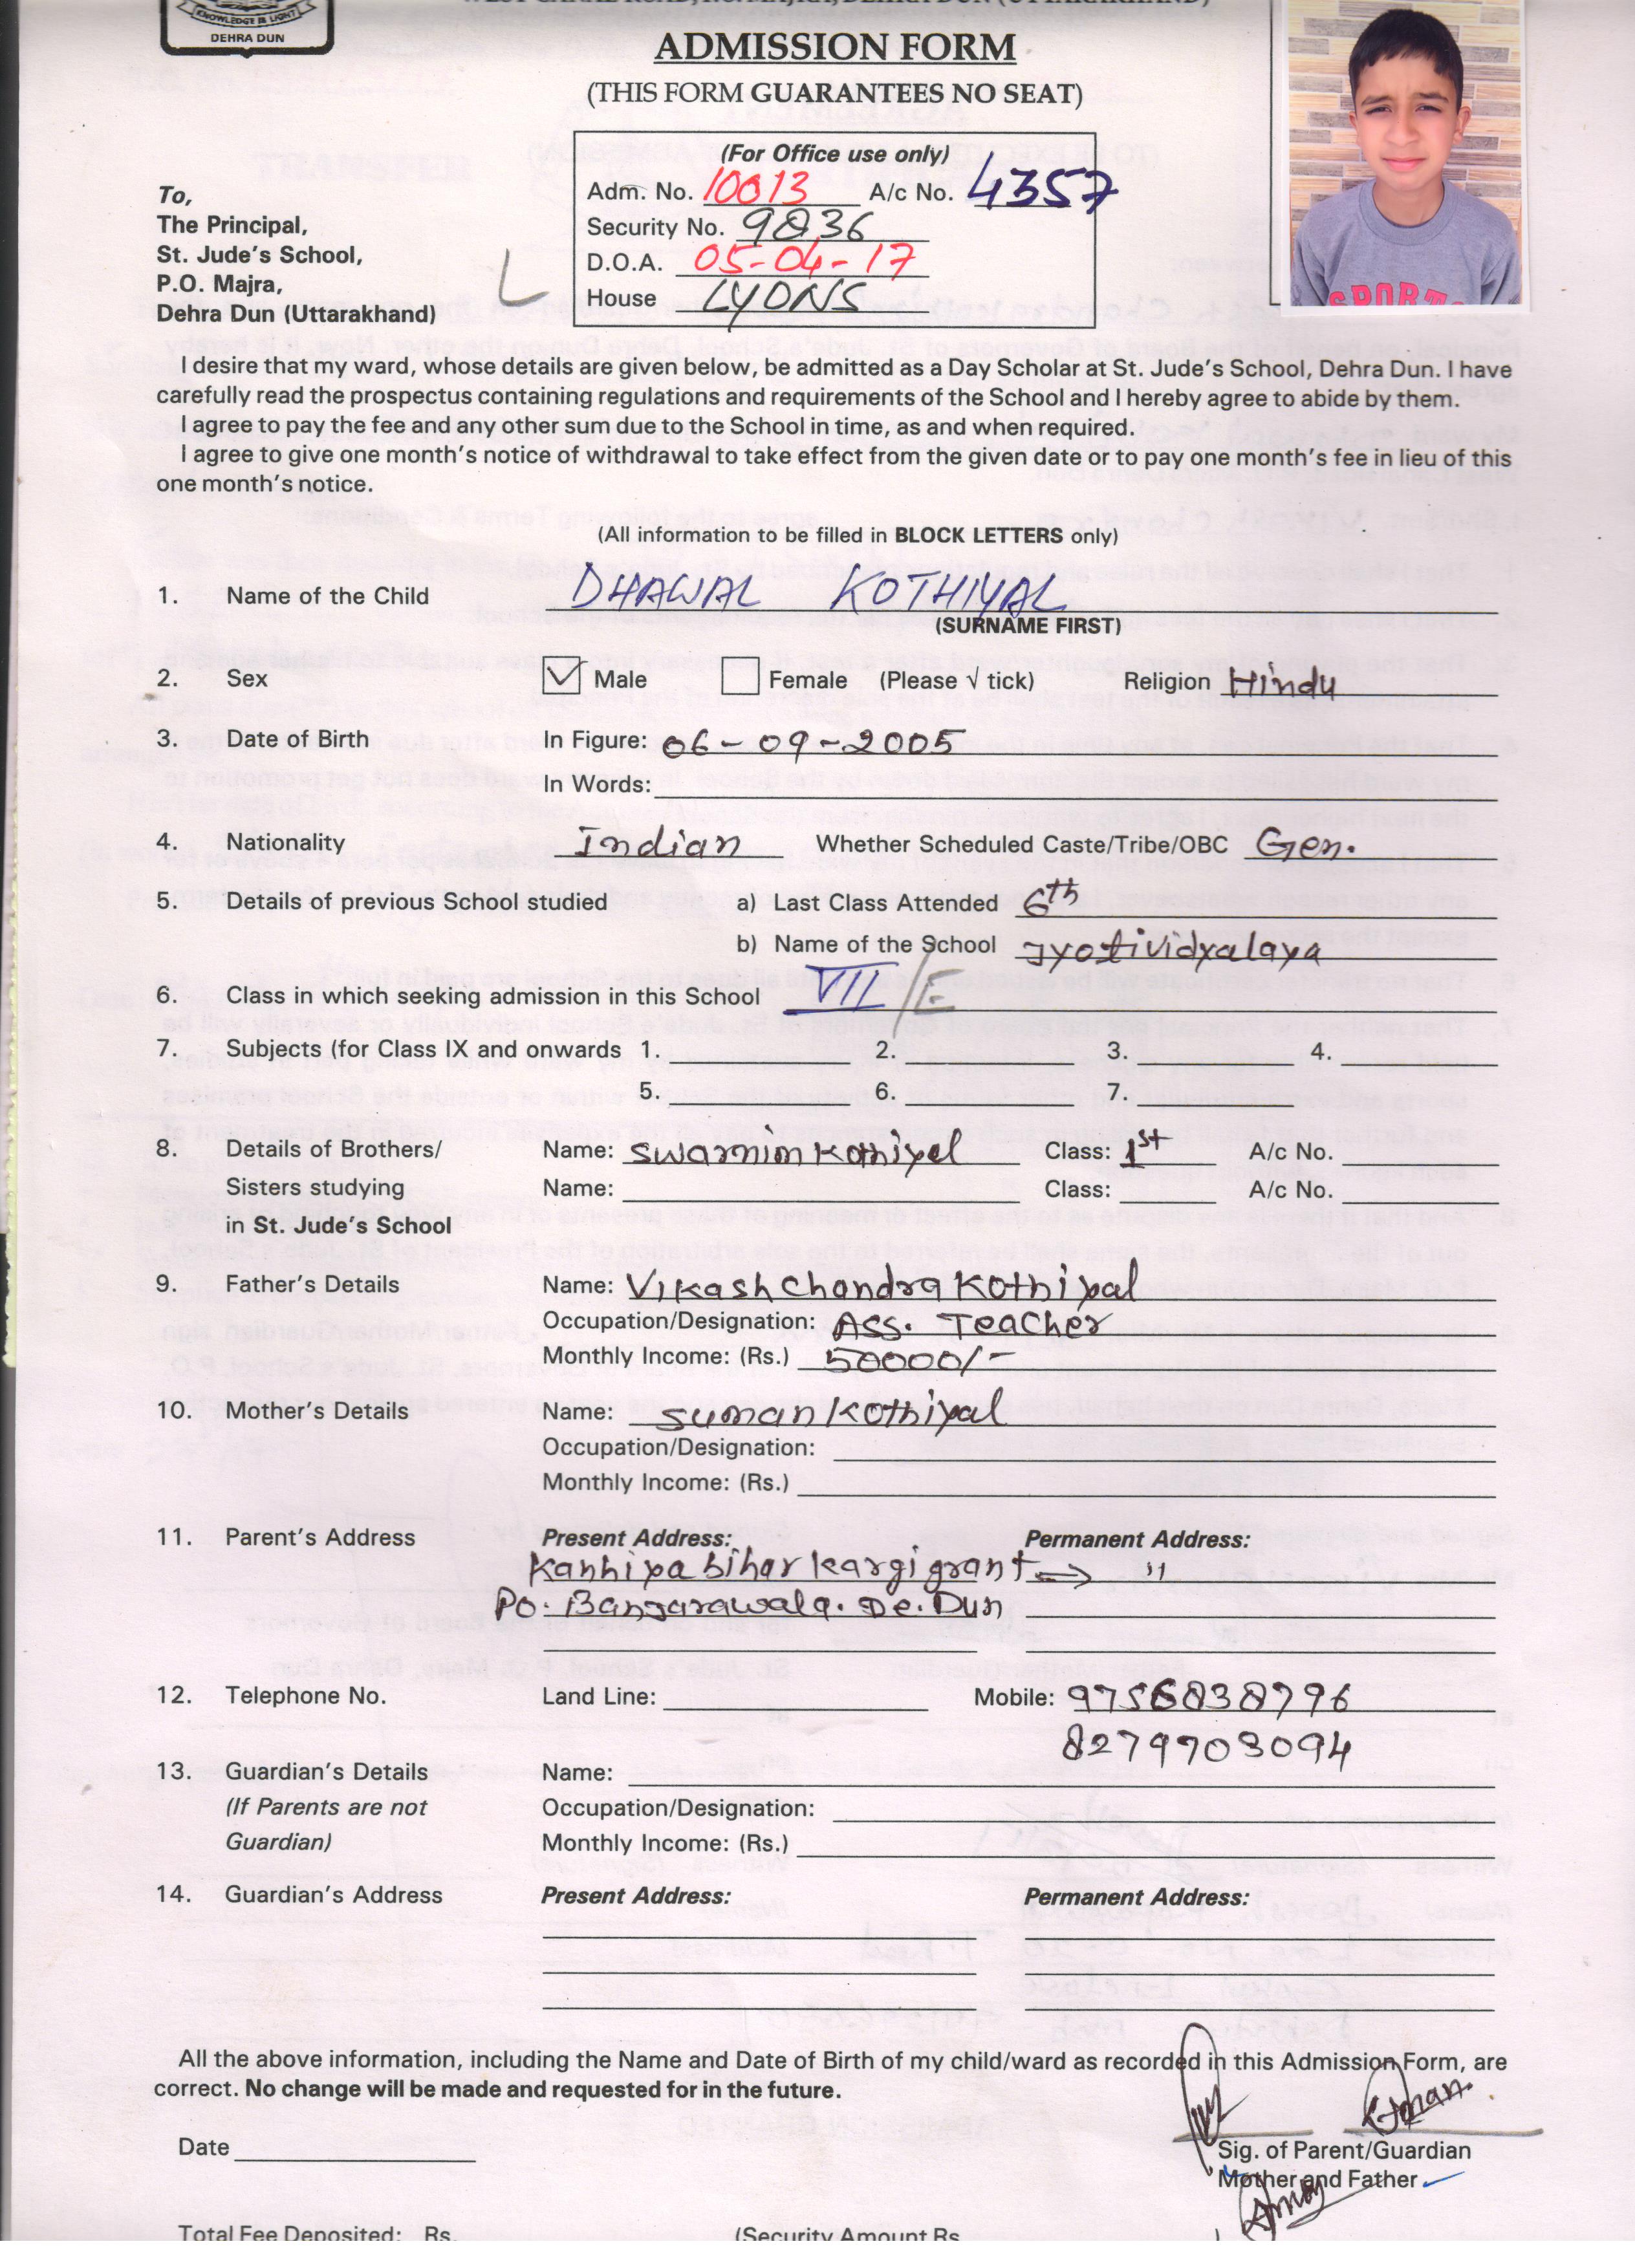 KNOWLEDGE IS LIGHT
DEHRA DUN
ADMISSION FORM
(THIS FORM GUARANTEES NO SEAT)
(For Office use only)
Adm. No. 10013 A/c No. 4357
Security No. 9836
D.O.A. 05-04-17
House LYONS
To,
The Principal,
St. Jude's School,
P.O. Majra,
Dehra Dun (Uttarakhand)
L
SPORT
I desire that my ward, whose details are given below, be admitted as a Day Scholar at St. Jude's School, Dehra Dun. I have
carefully read the prospectus containing regulations and requirements of the School and I hereby agree to abide by them.
I agree to pay the fee and any other sum due to the School in time, as and when required.
I agree to give one month's notice of withdrawal to take effect from the given date or to pay one month's fee in lieu of this
one month's notice.
(All information to be filled in BLOCK LETTERS only)
1. Name of the Child DHAWAL KOTHIYAL
(SURNAME FIRST)
2. Sex Male Female (Please √ tick) Religion Hindu
3. Date of Birth In Figure: 06-09-2005
In Words:
4. Nationality Indian Whether Scheduled Caste/Tribe/OBC Gen.
5. Details of previous School studied a) Last Class Attended 6th
b) Name of the School Jyotividyalaya
6. Class in which seeking admission in this School VII/E
7. Subjects (for Class IX and onwards 1. 2. 3. 4.
5. 6. 7.
8. Details of Brothers/ Name: Swarnim Kothiyal Class: 1st A/c No.
Sisters studying Name: Class: A/c No.
in St. Jude's School
9. Father's Details Name: Vikash Chandra Kothiyal
Occupation/Designation: Ass. Teacher
Monthly Income: (Rs.) 50000/-
10. Mother's Details Name: Suman Kothiyal
Occupation/Designation:
Monthly Income: (Rs.)
11. Parent's Address Present Address: Permanent Address:
Kanhiya bihar kargi grant ⇒ "
Po. Banjarawala. De. Dun
12. Telephone No. Land Line: Mobile: 9756838796
8279703094
13. Guardian's Details Name:
(If Parents are not Occupation/Designation:
Guardian) Monthly Income: (Rs.)
14. Guardian's Address Present Address: Permanent Address:
All the above information, including the Name and Date of Birth of my child/ward as recorded in this Admission Form, are
correct. No change will be made and requested for in the future.
Date
Sig. of Parent/Guardian
Mother and Father
Total Fee Deposited: Rs. (Security Amount Rs.